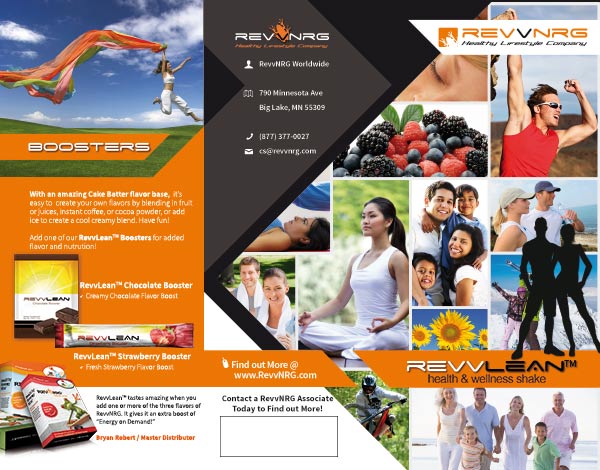 BOOSTERS
With an amazing Cake Batter flavor base, it's
easy to create your own flavors by blending in fruit
or juices, instant coffee, or cocoa powder, or add
ice to create a cool creamy blend. Have fun!
Add one of our RevvLean™ Boosters for added
flavor and nutrution!
REVVLEAN
Chocolate Booster
RevvLean™ Chocolate Booster
✓ Creamy Chocolate Flavor Boost
REVVLEAN
RevvLean™ Strawberry Booster
✓ Fresh Strawberry Flavor Boost
RevvLean™ tastes amazing when you
add one or more of the three flavors of
RevvNRG. It gives it an extra boost of
"Energy on Demand!"
Bryan Robert / Master Distributor
REVVNRG
Healthy Lifestyle Company
RevvNRG Worldwide
790 Minnesota Ave
Big Lake, MN 55309
(877) 377-0027
cs@revvnrg.com
Find out More @
www.RevvNRG.com
Contact a RevvNRG Associate
Today to Find out More!
REVVNRG
Healthy Lifestyle Company
REVVLEAN™
health & wellness shake